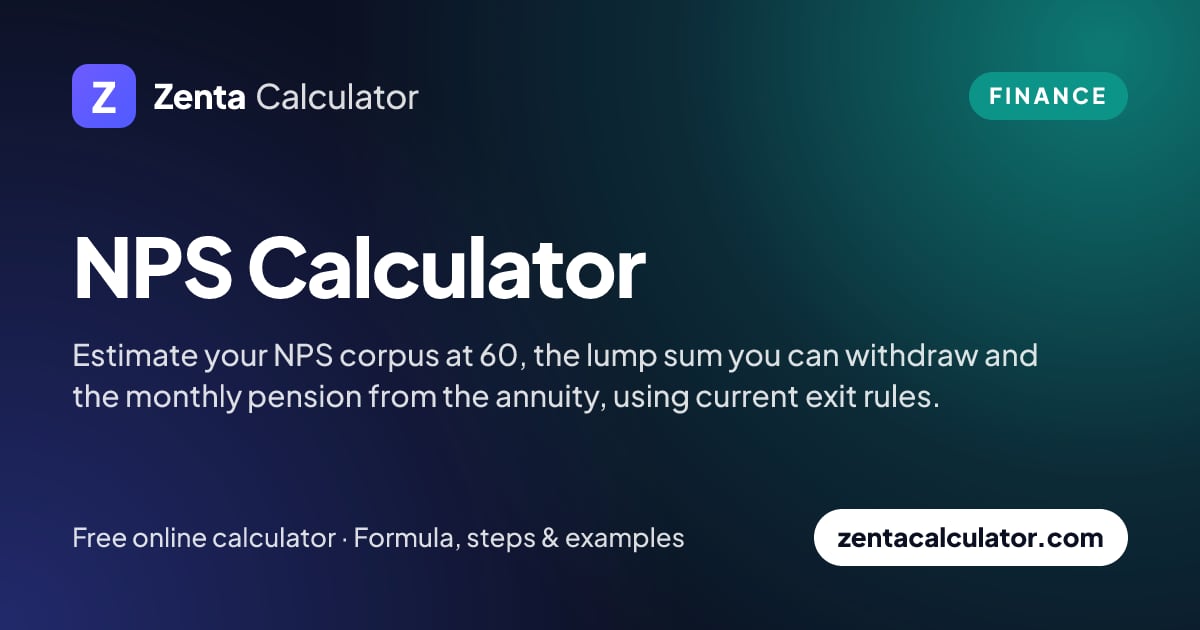 Z Zenta Calculator
FINANCE
NPS Calculator
Estimate your NPS corpus at 60, the lump sum you can withdraw and
the monthly pension from the annuity, using current exit rules.
Free online calculator · Formula, steps & examples
zentacalculator.com